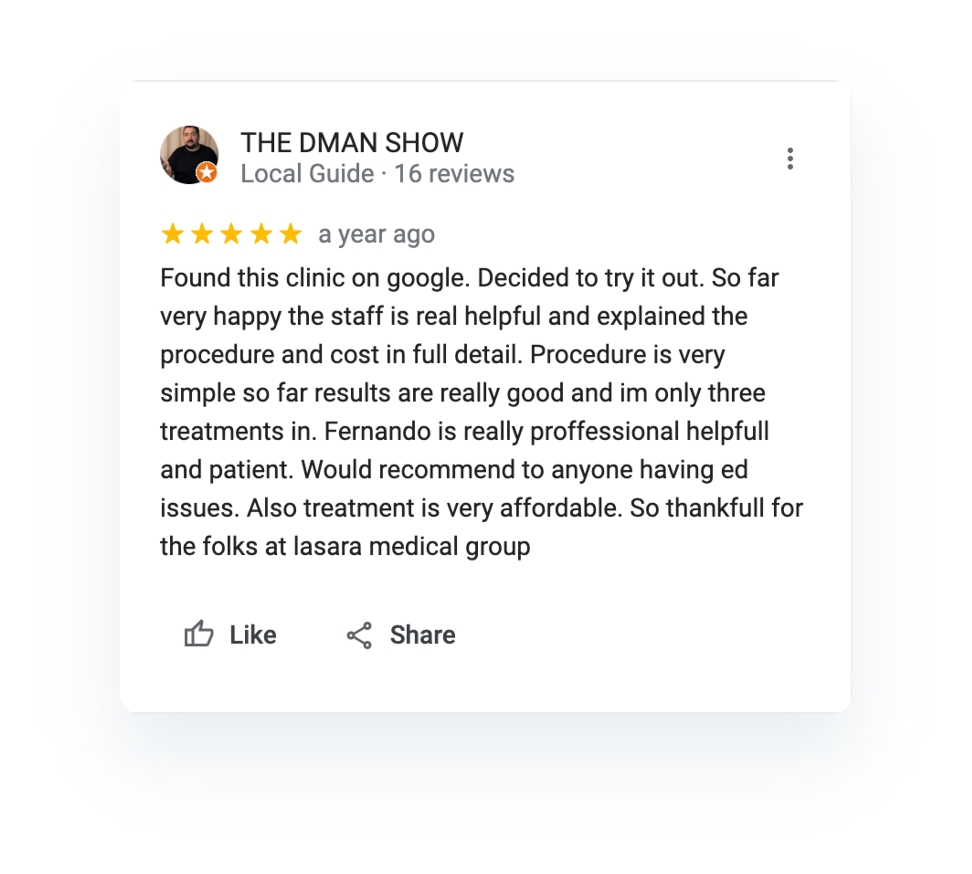 THE DMAN SHOW
Local Guide · 16 reviews
a year ago
Found this clinic on google. Decided to try it out. So far
very happy the staff is real helpful and explained the
procedure and cost in full detail. Procedure is very
simple so far results are really good and im only three
treatments in. Fernando is really proffessional helpfull
and patient. Would recommend to anyone having ed
issues. Also treatment is very affordable. So thankfull for
the folks at lasara medical group
Like
Share